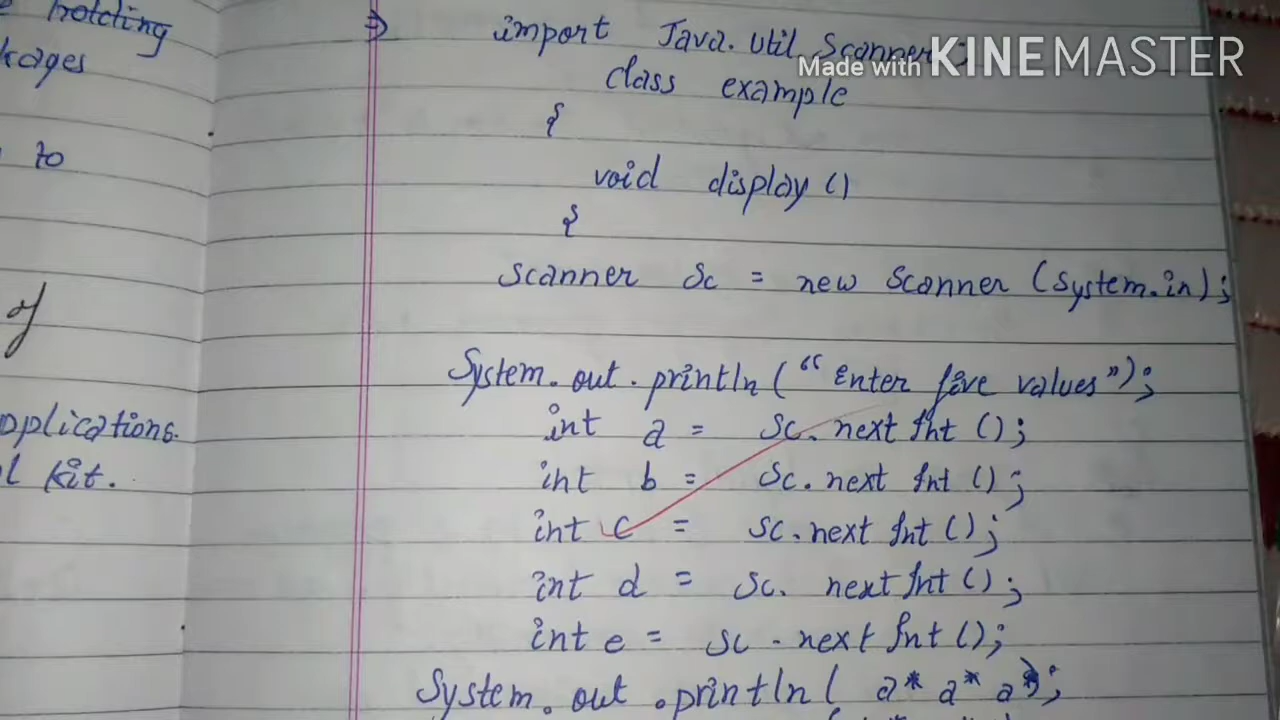 holding
kages
to
of
pplications.
l kit.
⇒ import Java.util.Scanner;
Made with KINEMASTER
class example
{
void display ()
{
Scanner Sc = new Scanner (System.in);
System.out.println (“Enter five values”);
int a = Sc.next Int ();
int b = Sc.next Int ();
int c = Sc.next Int ();
int d = Sc. next Int ();
int e = Sc.next Int ();
System.out.println( a* a* a);